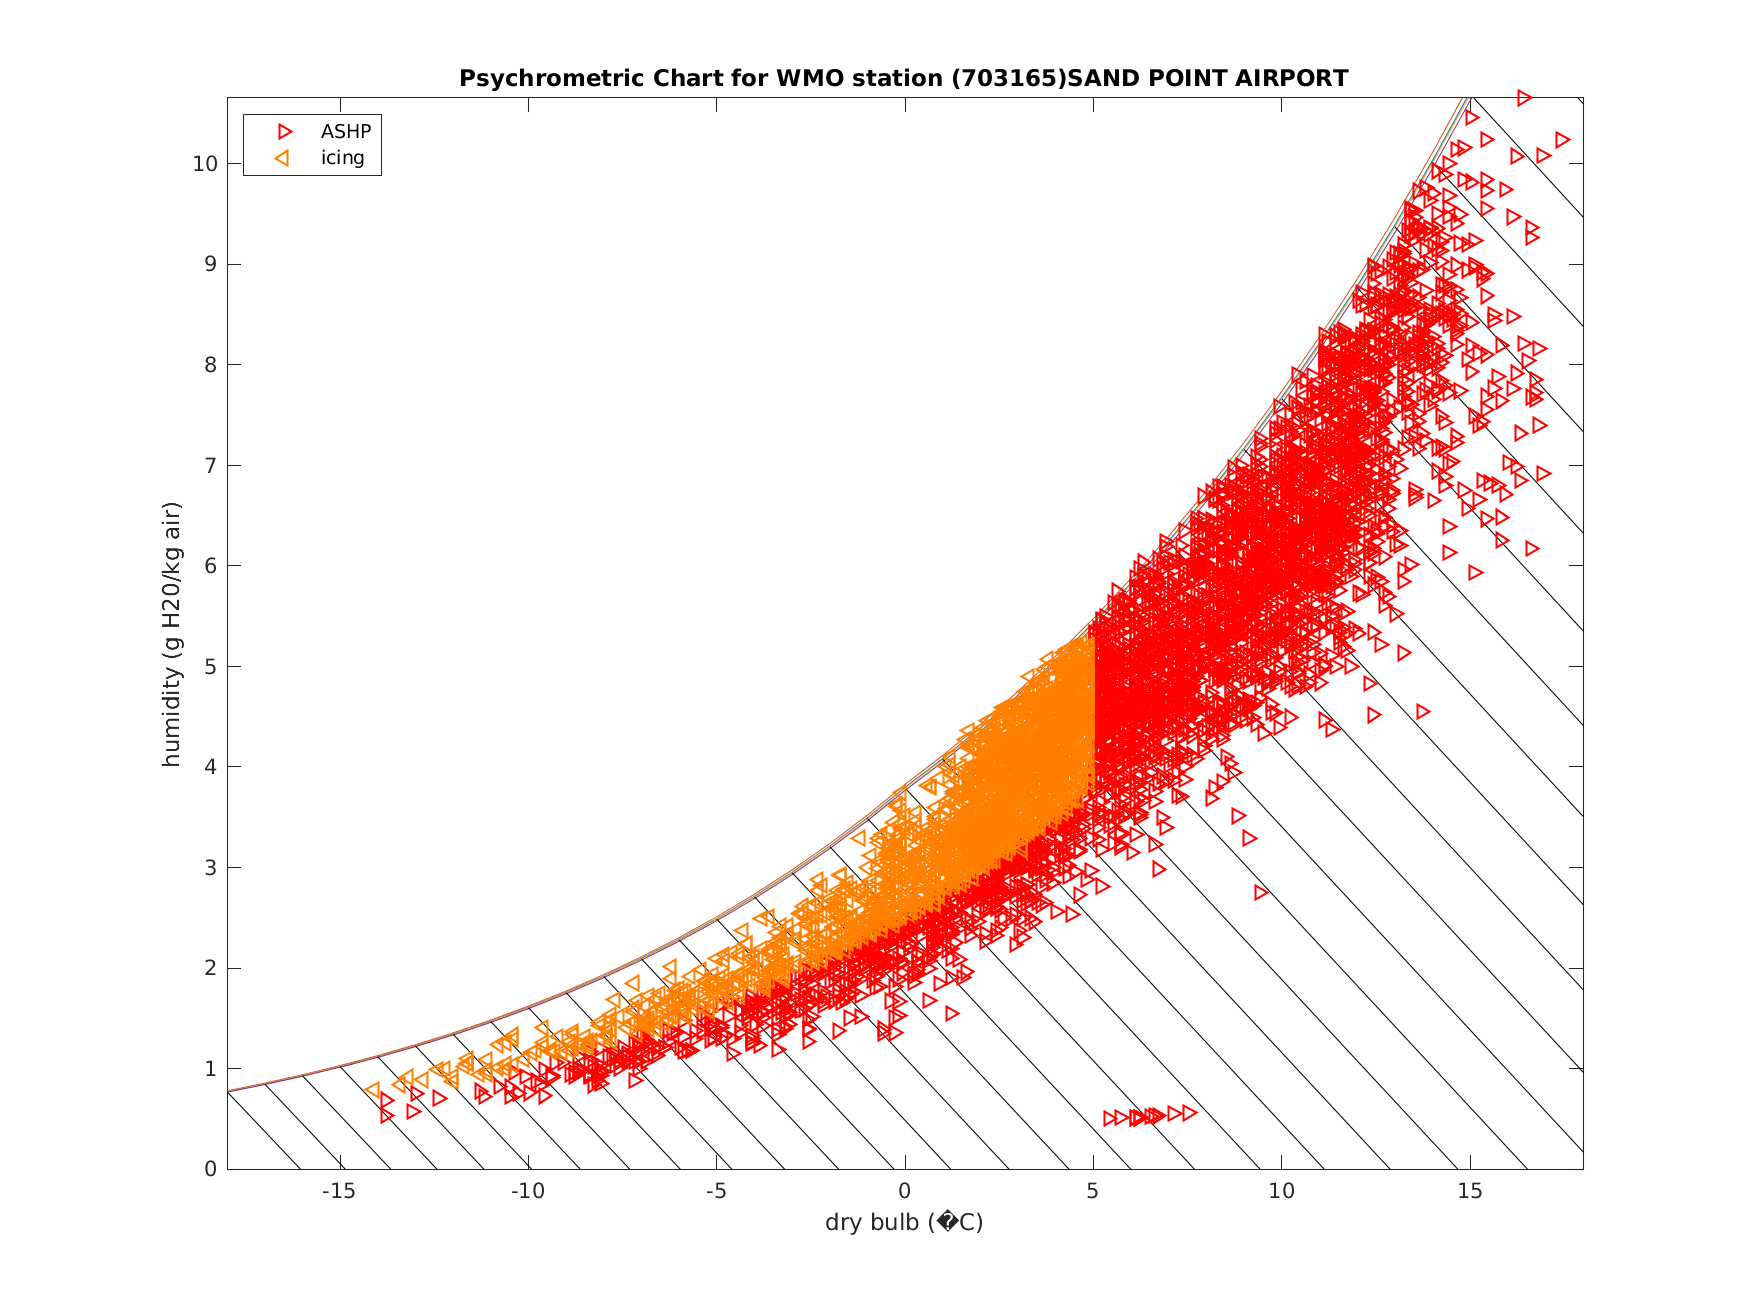 Psychrometric Chart for WMO station (703165)SAND POINT AIRPORT
ASHP
icing
10
9
8
7
6
5
4
3
2
1
0
humidity (g H20/kg air)
-15 -10 -5 0 5 10 15
dry bulb (�C)